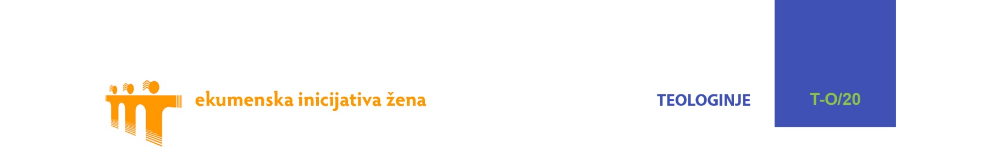 ekumenska inicijativa žena
TEOLOGINJE
T-O/20